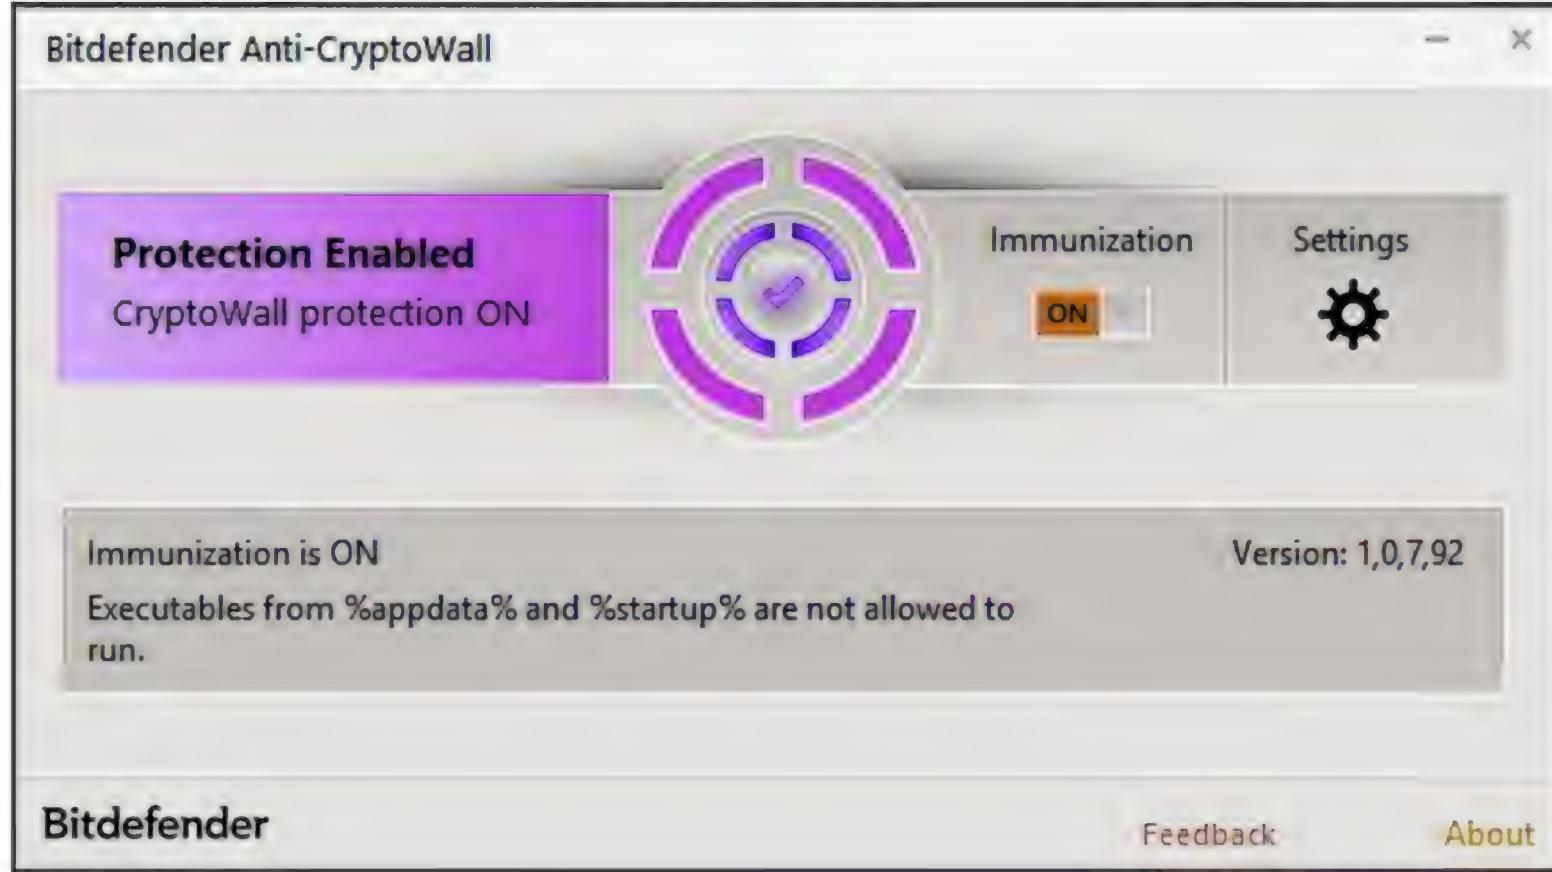 Bitdefender Anti-CryptoWall
Protection Enabled
CryptoWall protection ON
Immunization
ON
Settings
Immunization is ON
Version: 1,0,7,92
Executables from %appdata% and %startup% are not allowed to
run.
Bitdefender
Feedback
About